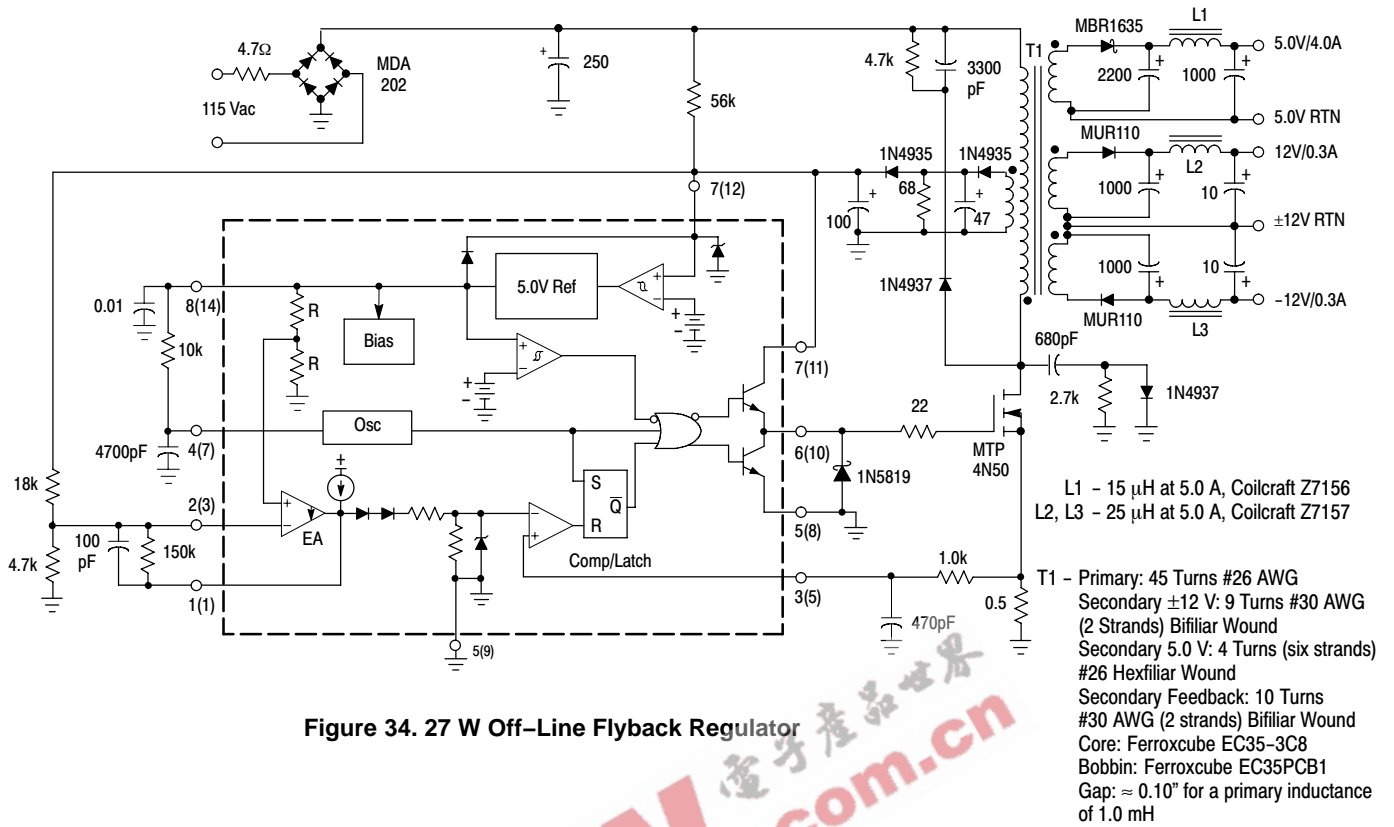 4.7Ω
MDA
202
115 Vac
+
250
56k
4.7k
3300
pF
T1
MBR1635
L1
5.0V/4.0A
2200
+
1000
+
5.0V RTN
MUR110
12V/0.3A
L2
1000
+
10
+
±12V RTN
1000
+
10
+
MUR110
L3
−12V/0.3A
1N4935
1N4935
68
+
100
+
47
1N4937
7(12)
0.01
8(14)
R
R
Bias
5.0V Ref
+
−
+
−
+
−
+
−
10k
4700pF
4(7)
Osc
7(11)
680pF
2.7k
1N4937
22
6(10)
MTP
4N50
1N5819
5(8)
18k
2(3)
+
+
−
EA
S
Q
R
−
+
Comp/Latch
100
pF
150k
4.7k
1(1)
3(5)
1.0k
0.5
470pF
5(9)
L1 − 15 μH at 5.0 A, Coilcraft Z7156
L2, L3 − 25 μH at 5.0 A, Coilcraft Z7157
T1 − Primary: 45 Turns #26 AWG
Secondary ±12 V: 9 Turns #30 AWG
(2 Strands) Bifiliar Wound
Secondary 5.0 V: 4 Turns (six strands)
#26 Hexfiliar Wound
Secondary Feedback: 10 Turns
#30 AWG (2 strands) Bifiliar Wound
Core: Ferroxcube EC35−3C8
Bobbin: Ferroxcube EC35PCB1
Gap: ≈ 0.10” for a primary inductance
of 1.0 mH
Figure 34. 27 W Off−Line Flyback Regulator
電子產品世界
.com.cn